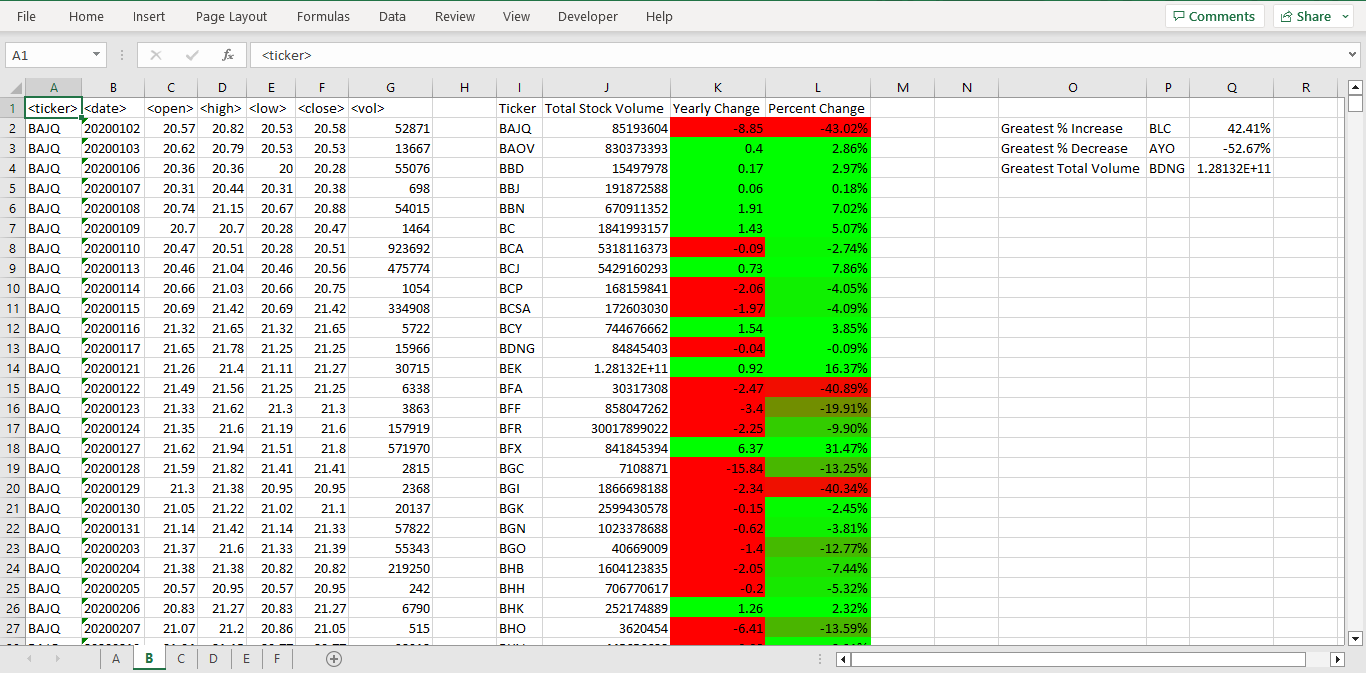 File Home Insert Page Layout Formulas Data Review View Developer Help Comments Share
A1 fx <ticker>
A B C D E F G H I J K L M N O P Q R
1 <ticker> <date> <open> <high> <low> <close> <vol> Ticker Total Stock Volume Yearly Change Percent Change
2 BAJQ 20200102 20.57 20.82 20.53 20.58 52871 BAJQ 85193604 -8.85 -43.02% Greatest % Increase BLC 42.41%
3 BAJQ 20200103 20.62 20.79 20.53 20.53 13667 BAOV 830373393 0.4 2.86% Greatest % Decrease AYO -52.67%
4 BAJQ 20200106 20.36 20.36 20 20.28 55076 BBD 15497978 0.17 2.97% Greatest Total Volume BDNG 1.28132E+11
5 BAJQ 20200107 20.31 20.44 20.31 20.38 698 BBJ 191872588 0.06 0.18%
6 BAJQ 20200108 20.74 21.15 20.67 20.88 54015 BBN 670911352 1.91 7.02%
7 BAJQ 20200109 20.7 20.7 20.28 20.47 1464 BC 1841993157 1.43 5.07%
8 BAJQ 20200110 20.47 20.51 20.28 20.51 923692 BCA 5318116373 -0.09 -2.74%
9 BAJQ 20200113 20.46 21.04 20.46 20.56 475774 BCJ 5429160293 0.73 7.86%
10 BAJQ 20200114 20.66 21.03 20.66 20.75 1054 BCP 168159841 -2.06 -4.05%
11 BAJQ 20200115 20.69 21.42 20.69 21.42 334908 BCSA 172603030 -1.97 -4.09%
12 BAJQ 20200116 21.32 21.65 21.32 21.65 5722 BCY 744676662 1.54 3.85%
13 BAJQ 20200117 21.65 21.78 21.25 21.25 15966 BDNG 84845403 -0.04 -0.09%
14 BAJQ 20200121 21.26 21.4 21.11 21.27 30715 BEK 1.28132E+11 0.92 16.37%
15 BAJQ 20200122 21.49 21.56 21.25 21.25 6338 BFA 30317308 -2.47 -40.89%
16 BAJQ 20200123 21.33 21.62 21.3 21.3 3863 BFF 858047262 -3.4 -19.91%
17 BAJQ 20200124 21.35 21.6 21.19 21.6 157919 BFR 30017899022 -2.25 -9.90%
18 BAJQ 20200127 21.62 21.94 21.51 21.8 571970 BFX 841845394 6.37 31.47%
19 BAJQ 20200128 21.59 21.82 21.41 21.41 2815 BGC 7108871 -15.84 -13.25%
20 BAJQ 20200129 21.3 21.38 20.95 20.95 2368 BGI 1866698188 -2.34 -40.34%
21 BAJQ 20200130 21.05 21.22 21.02 21.1 20137 BGK 2599430578 -0.15 -2.45%
22 BAJQ 20200131 21.14 21.42 21.14 21.33 57822 BGN 1023378688 -0.62 -3.81%
23 BAJQ 20200203 21.37 21.6 21.33 21.39 55343 BGO 40669009 -1.4 -12.77%
24 BAJQ 20200204 21.38 21.38 20.82 20.82 219250 BHB 1604123835 -2.05 -7.44%
25 BAJQ 20200205 20.57 20.95 20.57 20.95 242 BHH 706770617 -0.2 -5.32%
26 BAJQ 20200206 20.83 21.27 20.83 21.27 6790 BHK 252174889 1.26 2.32%
27 BAJQ 20200207 21.07 21.2 20.86 21.05 515 BHO 3620454 -6.41 -13.59%
A B C D E F